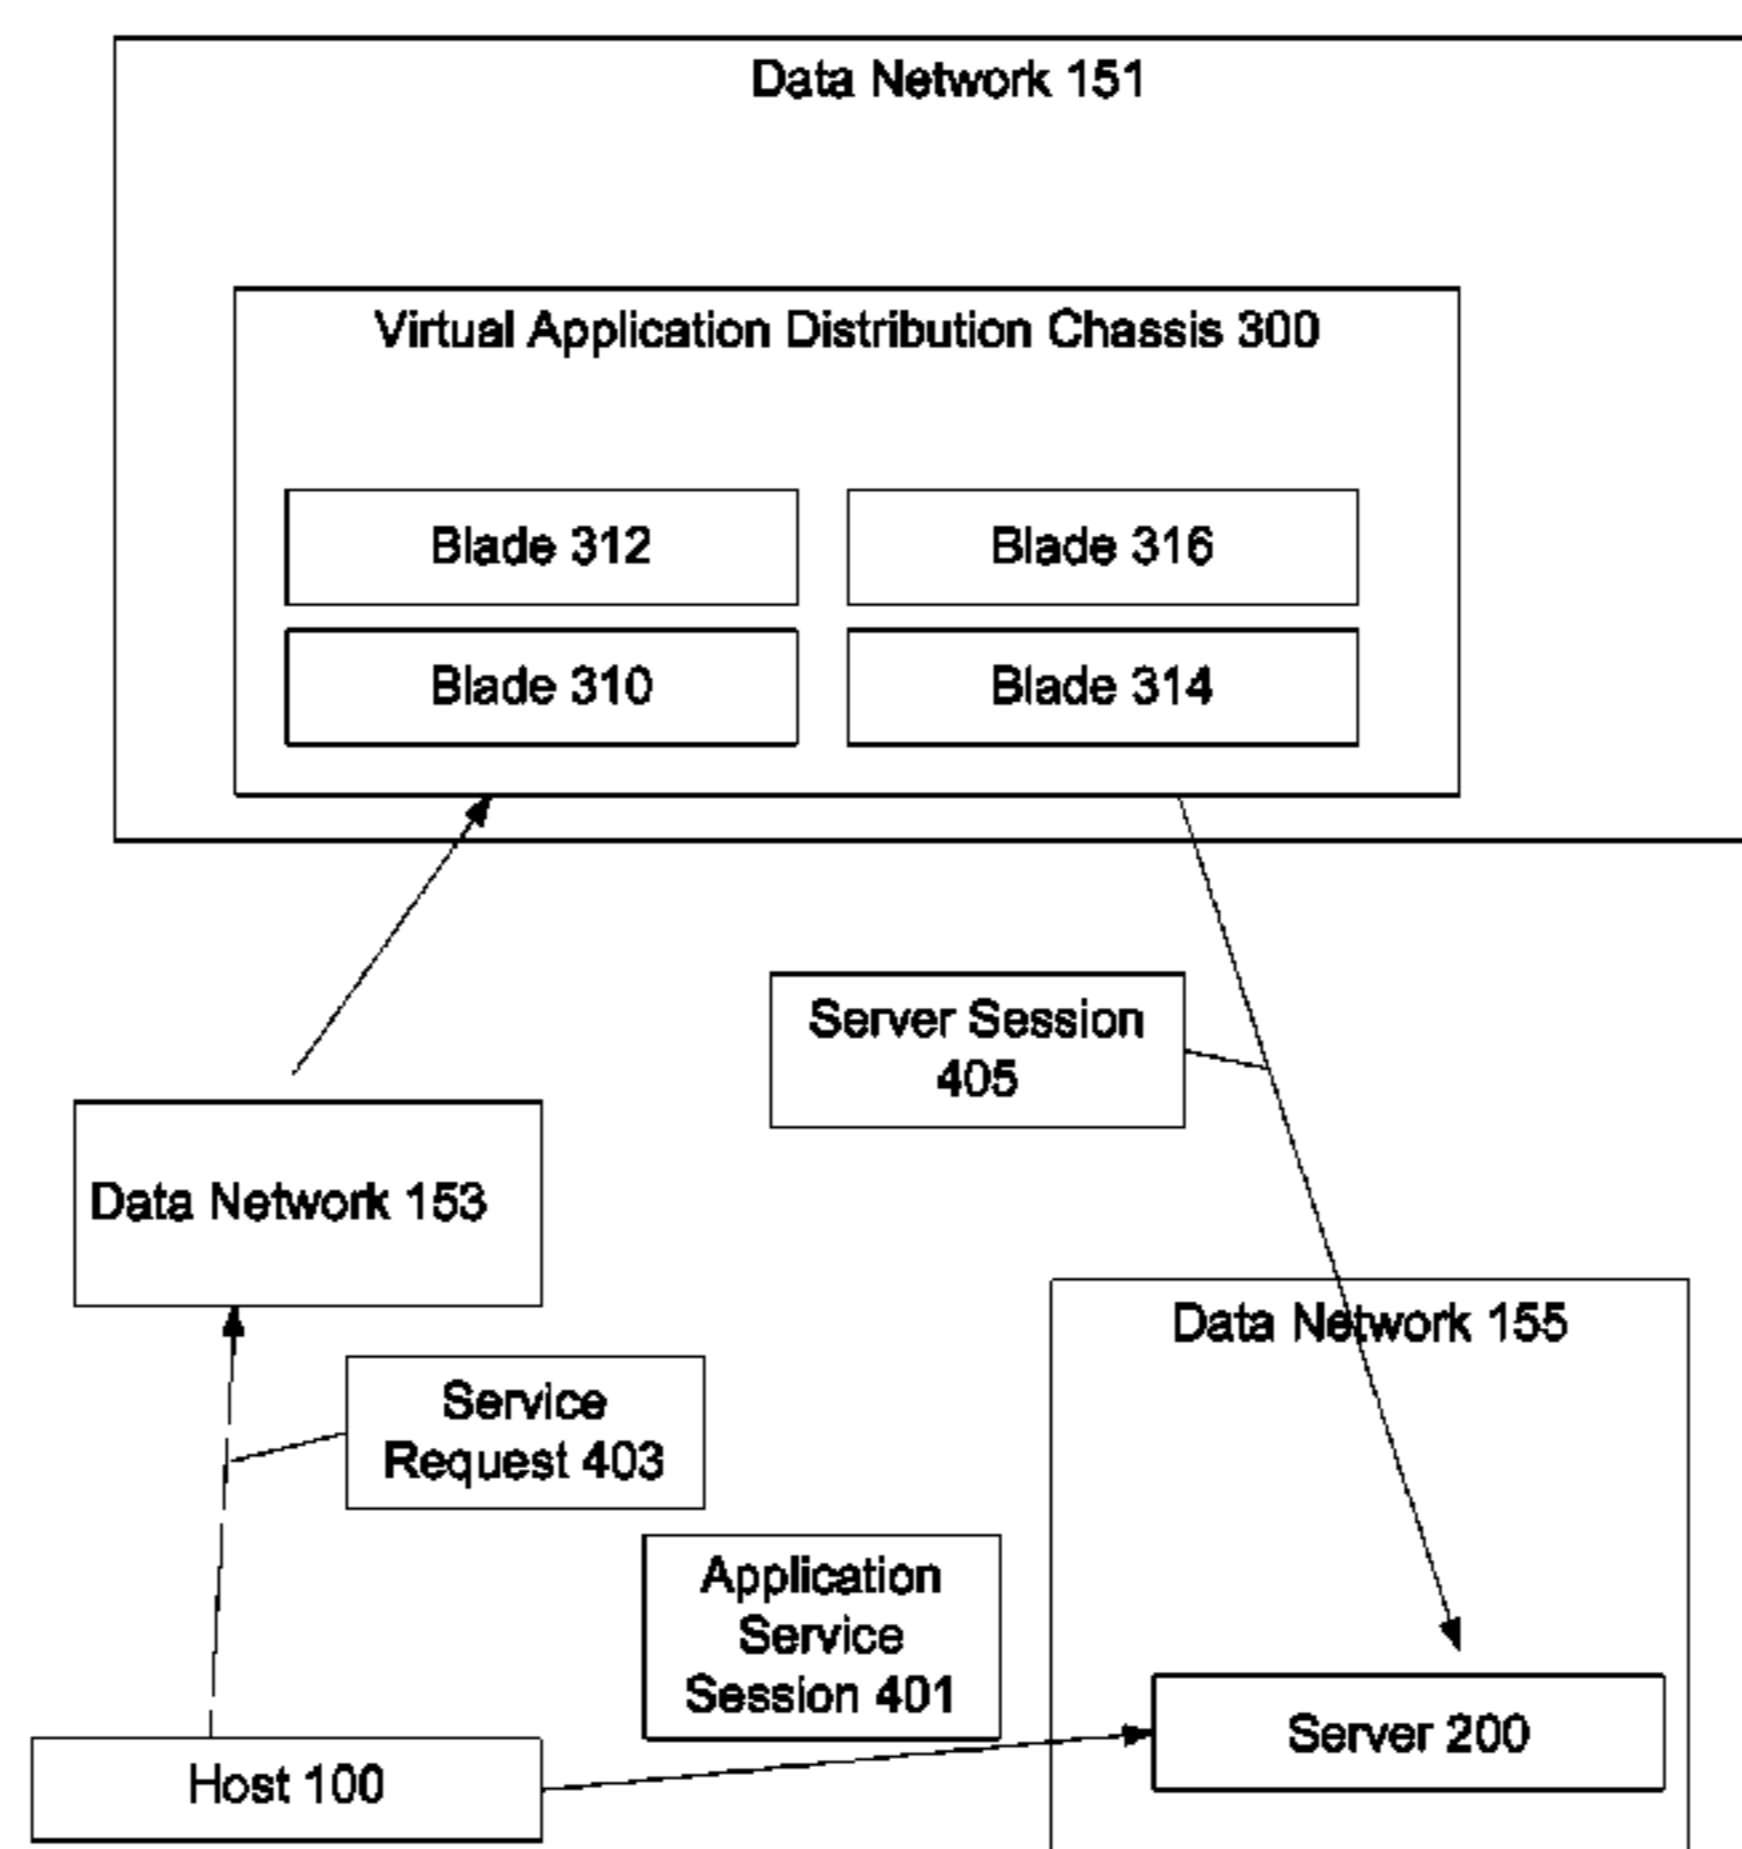 Data Network 151
Virtual Application Distribution Chassis 300
Blade 312
Blade 316
Blade 310
Blade 314
Server Session
405
Data Network 153
Data Network 155
Service
Request 403
Application
Service
Session 401
Server 200
Host 100